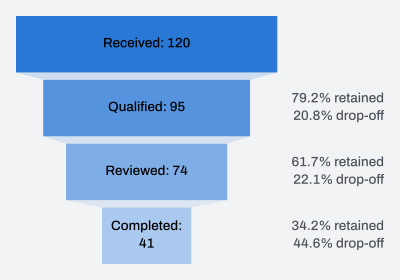 Received: 120
Qualified: 95
79.2% retained
20.8% drop-off
Reviewed: 74
61.7% retained
22.1% drop-off
Completed:
41
34.2% retained
44.6% drop-off